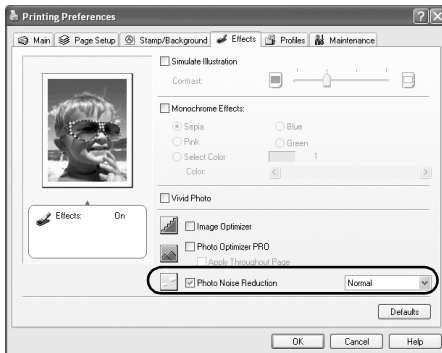 Printing Preferences
Main Page Setup Stamp/Background Effects Profiles Maintenance
Simulate Illustration
Contrast:
Monochrome Effects:
Sepia Blue
Pink Green
Select Color 1
Color:
Vivid Photo
Effects: On
Image Optimizer
Photo Optimizer PRO
Apply Throughout Page
Photo Noise Reduction Normal
Defaults
OK Cancel Help